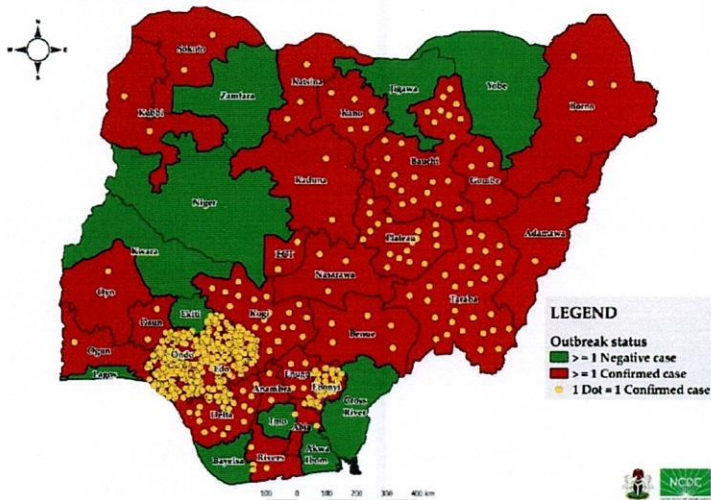 N
W
E
S
Sokoto
Katsina
Jigawa
Yobe
Zamfara
Kano
Borno
Kebbi
Bauchi
Gombe
Kaduna
Niger
Adamawa
Plateau
Kwara
FCT
Nasarawa
Oyo
Taraba
Ekiti
Kogi
Osun
Benue
Ondo
Edo
Ogun
Lagos
Enugu
Ebonyi
Anambra
Cross
River
Delta
Imo
Abia
Akwa
Ibom
Bayelsa
Rivers
LEGEND
Outbreak status
>= 1 Negative case
>= 1 Confirmed case
1 Dot = 1 Confirmed case
100 0 100 200 300 400 km
NCDC